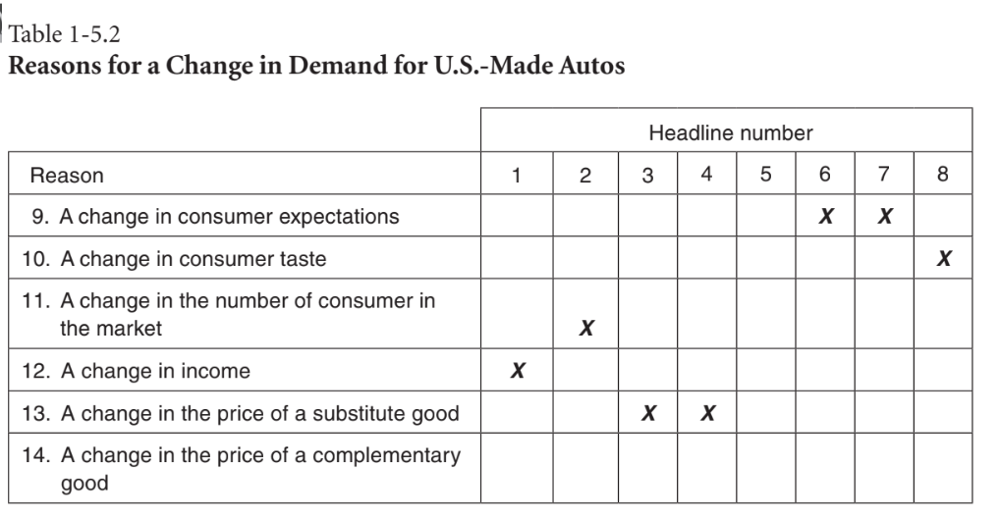 Table 1-5.2
Reasons for a Change in Demand for U.S.-Made Autos
Headline number
Reason 1 2 3 4 5 6 7 8
9. A change in consumer expectations X X
10. A change in consumer taste X
11. A change in the number of consumer in
the market X
12. A change in income X
13. A change in the price of a substitute good X X
14. A change in the price of a complementary
good